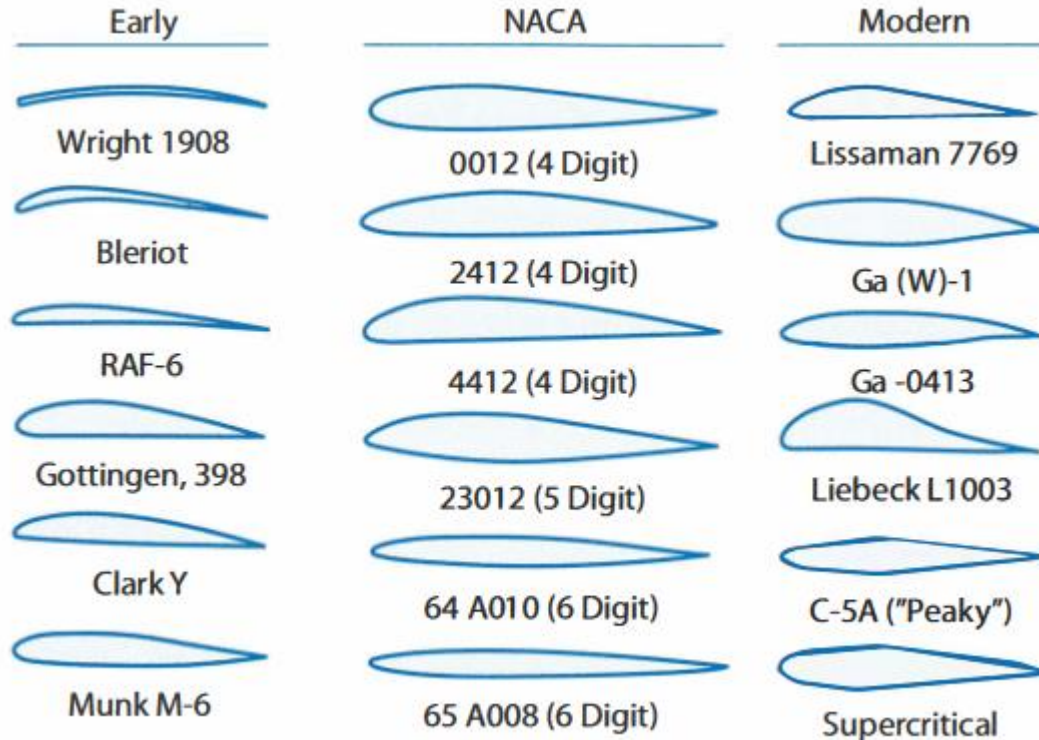 Early
NACA
Modern
Wright 1908
0012 (4 Digit)
Lissaman 7769
Bleriot
2412 (4 Digit)
Ga (W)-1
RAF-6
4412 (4 Digit)
Ga -0413
Gottingen, 398
23012 (5 Digit)
Liebeck L1003
Clark Y
64 A010 (6 Digit)
C-5A ("Peaky")
Munk M-6
65 A008 (6 Digit)
Supercritical